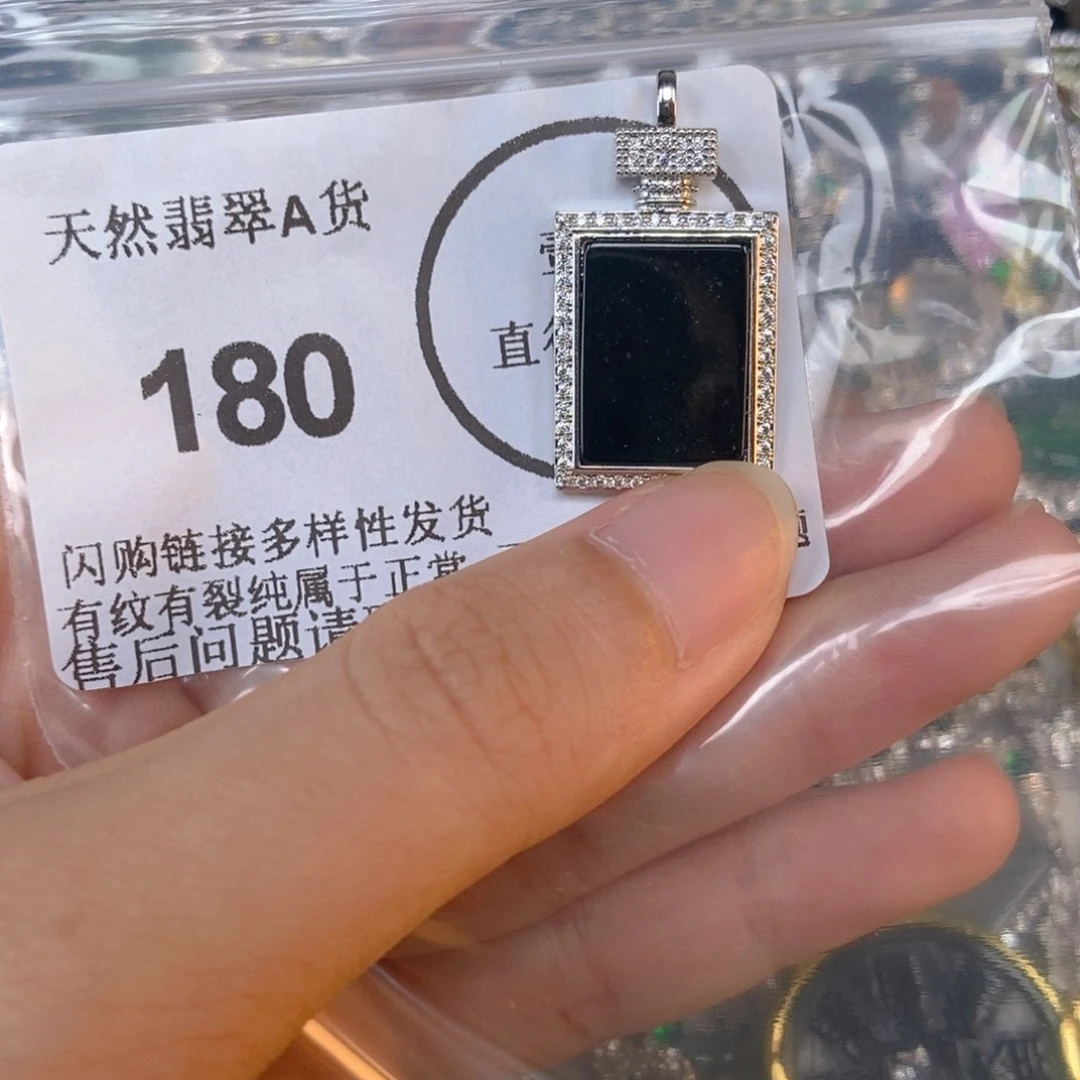 天然翡翠A货
180
直
闪购链接多样性发货
有纹有裂纯属于正常
售后问题请
题